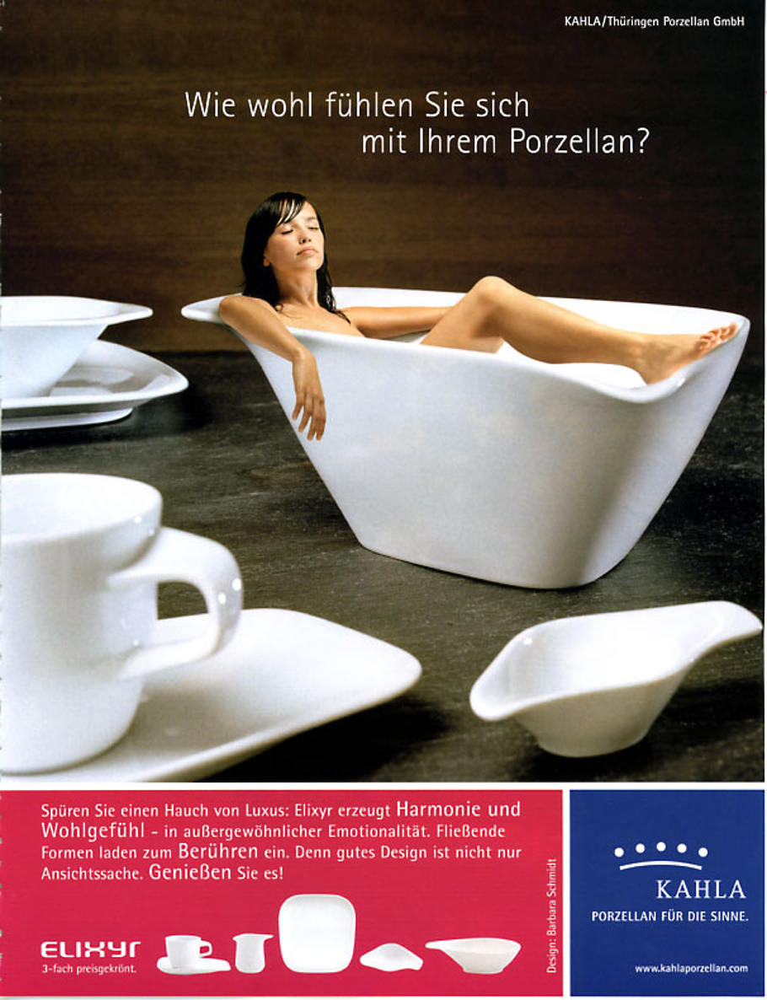 KAHLA/Thüringen Porzellan GmbH
Wie wohl fühlen Sie sich
mit Ihrem Porzellan?
Spüren Sie einen Hauch von Luxus: Elixyr erzeugt Harmonie und
Wohlgefühl - in außergewöhnlicher Emotionalität. Fließende
Formen laden zum Berühren ein. Denn gutes Design ist nicht nur
Ansichtssache. Genießen Sie es!
ELIXYR
3-fach preisgekrönt.
Design: Barbara Schmidt
KAHLA
PORZELLAN FÜR DIE SINNE.
www.kahlaporzellan.com